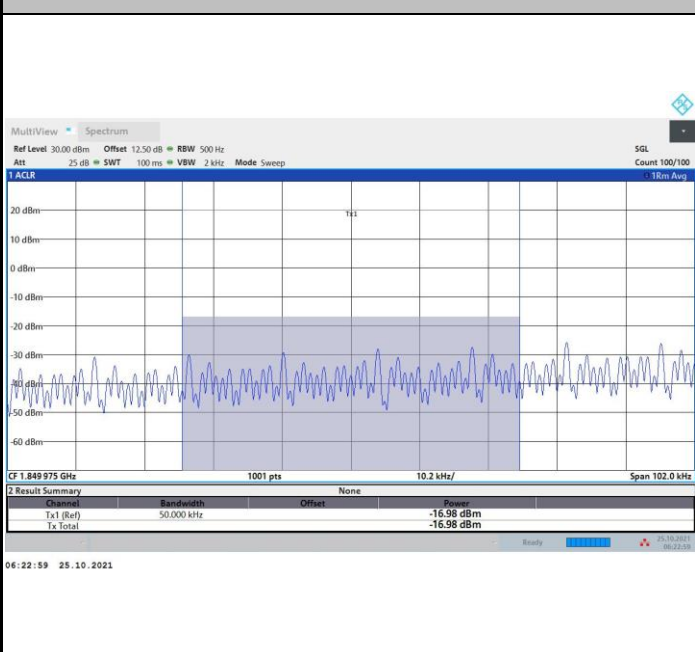 MultiView Spectrum
Ref Level 30.00 dBm Offset 12.50 dB RBW 500 Hz SGL
Att 25 dB SWT 100 ms VBW 2 kHz Mode Sweep Count 100/100
1 ACLR 1Rm Avg
Tx1
20 dBm
10 dBm
0 dBm
-10 dBm
-20 dBm
-30 dBm
-40 dBm
-50 dBm
-60 dBm
CF 1.849 975 GHz 1001 pts 10.2 kHz/ Span 102.0 kHz
2 Result Summary None
Channel Bandwidth Offset Power
Tx1 (Ref) 50.000 kHz -16.98 dBm
Tx Total -16.98 dBm
Ready 25.10.2021
06:22:59
06:22:59 25.10.2021